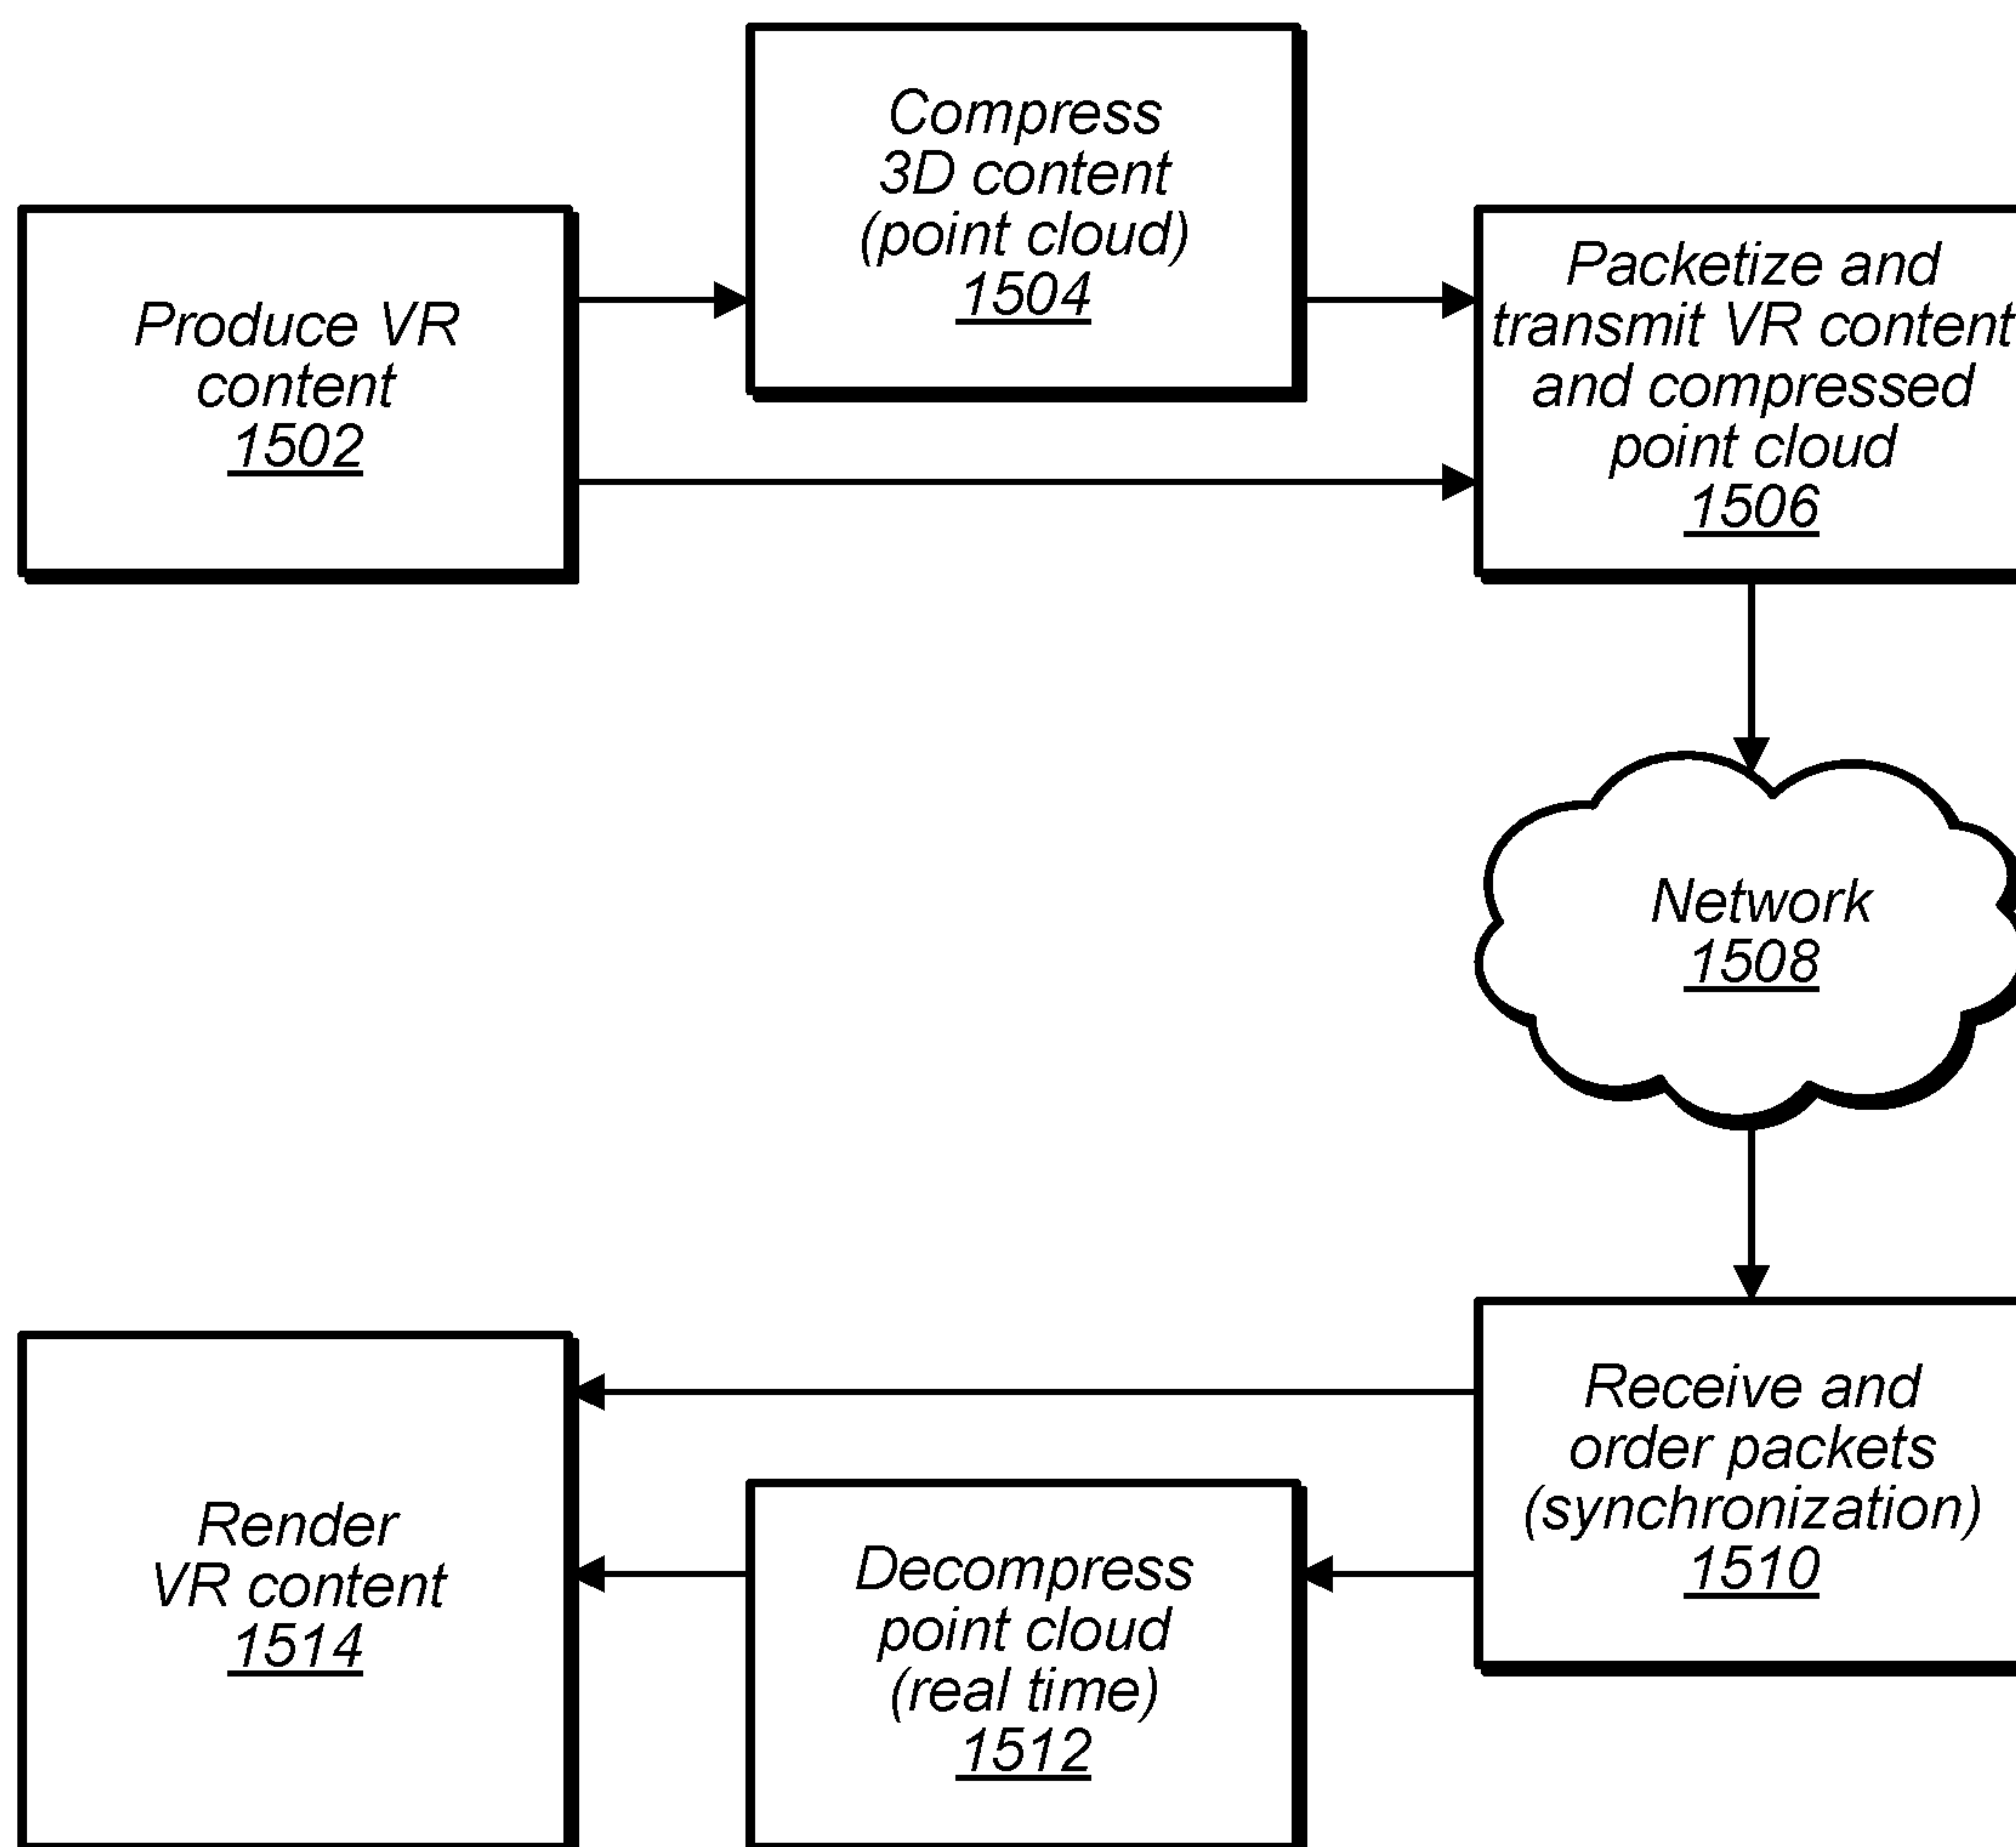 Produce VR
content
1502
Compress
3D content
(point cloud)
1504
Packetize and
transmit VR content
and compressed
point cloud
1506
Network
1508
Receive and
order packets
(synchronization)
1510
Decompress
point cloud
(real time)
1512
Render
VR content
1514